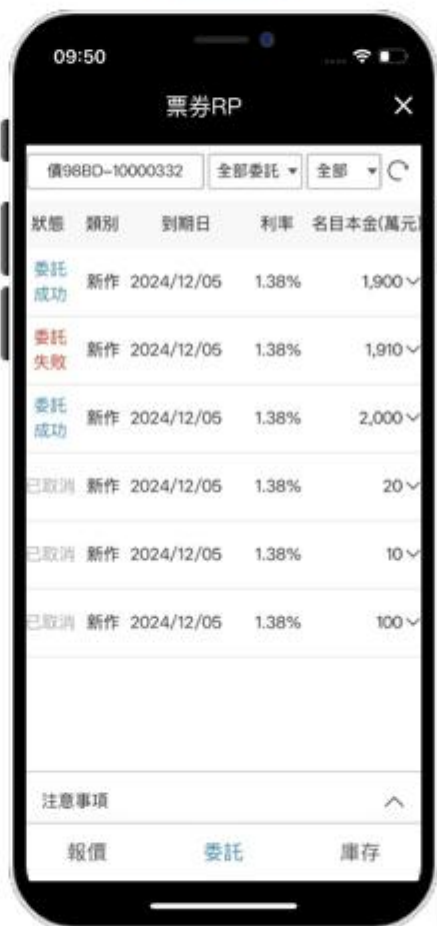 09:50
票券RP
債98BD-10000332 全部委託 全部
狀態 類別 到期日 利率 名目本金(萬元)
委託
成功 新作 2024/12/05 1.38% 1,900
委託
失敗 新作 2024/12/05 1.38% 1,910
委託
成功 新作 2024/12/05 1.38% 2,000
已取消 新作 2024/12/05 1.38% 20
已取消 新作 2024/12/05 1.38% 10
已取消 新作 2024/12/05 1.38% 100
注意事項
報價 委託 庫存